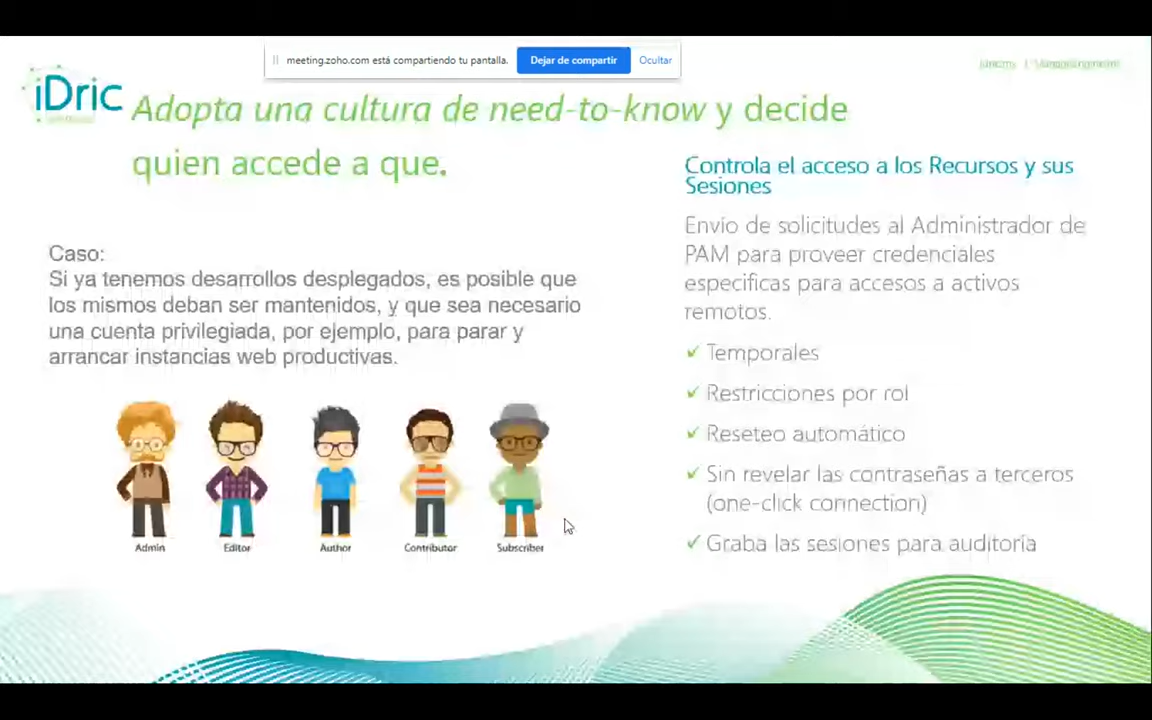 meeting.zoho.com está compartiendo tu pantalla.
Dejar de compartir
Ocultar
iDric
Adopta una cultura de need-to-know y decide
quien accede a que.
Controla el acceso a los Recursos y sus
Sesiones
Envío de solicitudes al Administrador de
PAM para proveer credenciales
especificas para accesos a activos
remotos.
Temporales
Restricciones por rol
Reseteo automático
Sin revelar las contraseñas a terceros
(one-click connection)
Graba las sesiones para auditoría
Caso:
Si ya tenemos desarrollos desplegados, es posible que
los mismos deban ser mantenidos, y que sea necesario
una cuenta privilegiada, por ejemplo, para parar y
arrancar instancias web productivas.
Admin
Editor
Author
Contributor
Subscriber